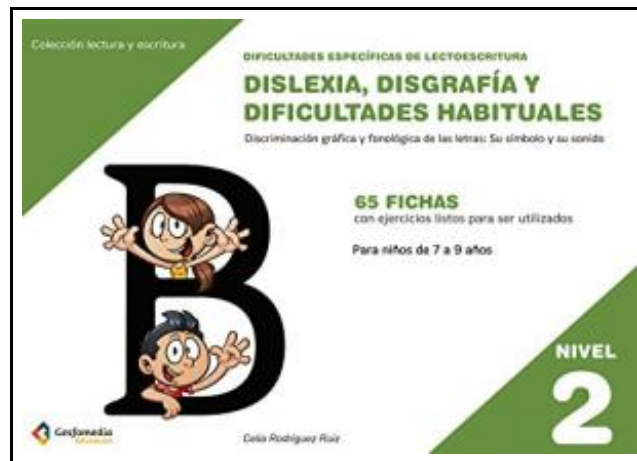 Colección lectura y escritura
DIFICULTADES ESPECÍFICAS DE LECTOESCRITURA
DISLEXIA, DISGRAFÍA Y
DIFICULTADES HABITUALES
Discriminación gráfica y fonológica de las letras: Su símbolo y su sonido
65 FICHAS
con ejercicios listos para ser utilizados
Para niños de 7 a 9 años
B
NIVEL
2
Gesfomedia
Educación
Celia Rodríguez Ruiz